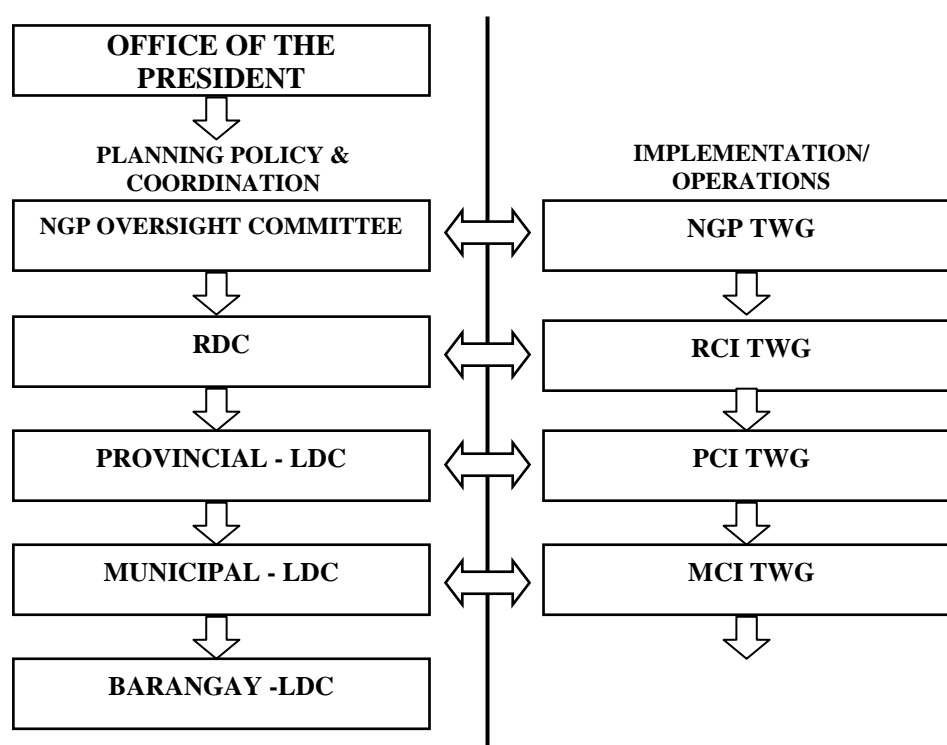 OFFICE OF THE
PRESIDENT
PLANNING POLICY &
COORDINATION
NGP OVERSIGHT COMMITTEE
RDC
PROVINCIAL - LDC
MUNICIPAL - LDC
BARANGAY -LDC
IMPLEMENTATION/
OPERATIONS
NGP TWG
RCI TWG
PCI TWG
MCI TWG